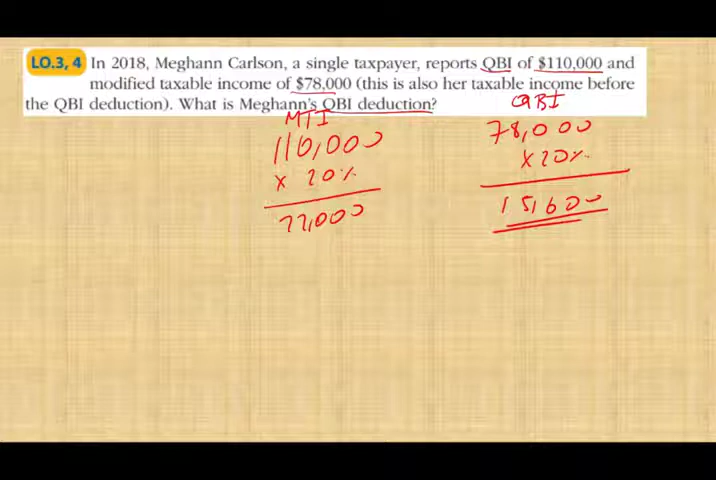 LO.3, 4 In 2018, Meghann Carlson, a single taxpayer, reports QBI of $110,000 and
modified taxable income of $78,000 (this is also her taxable income before
the QBI deduction). What is Meghann's QBI deduction?
MTI QBI
110,000 78,000
x 20% x 20%
22,000 15,600